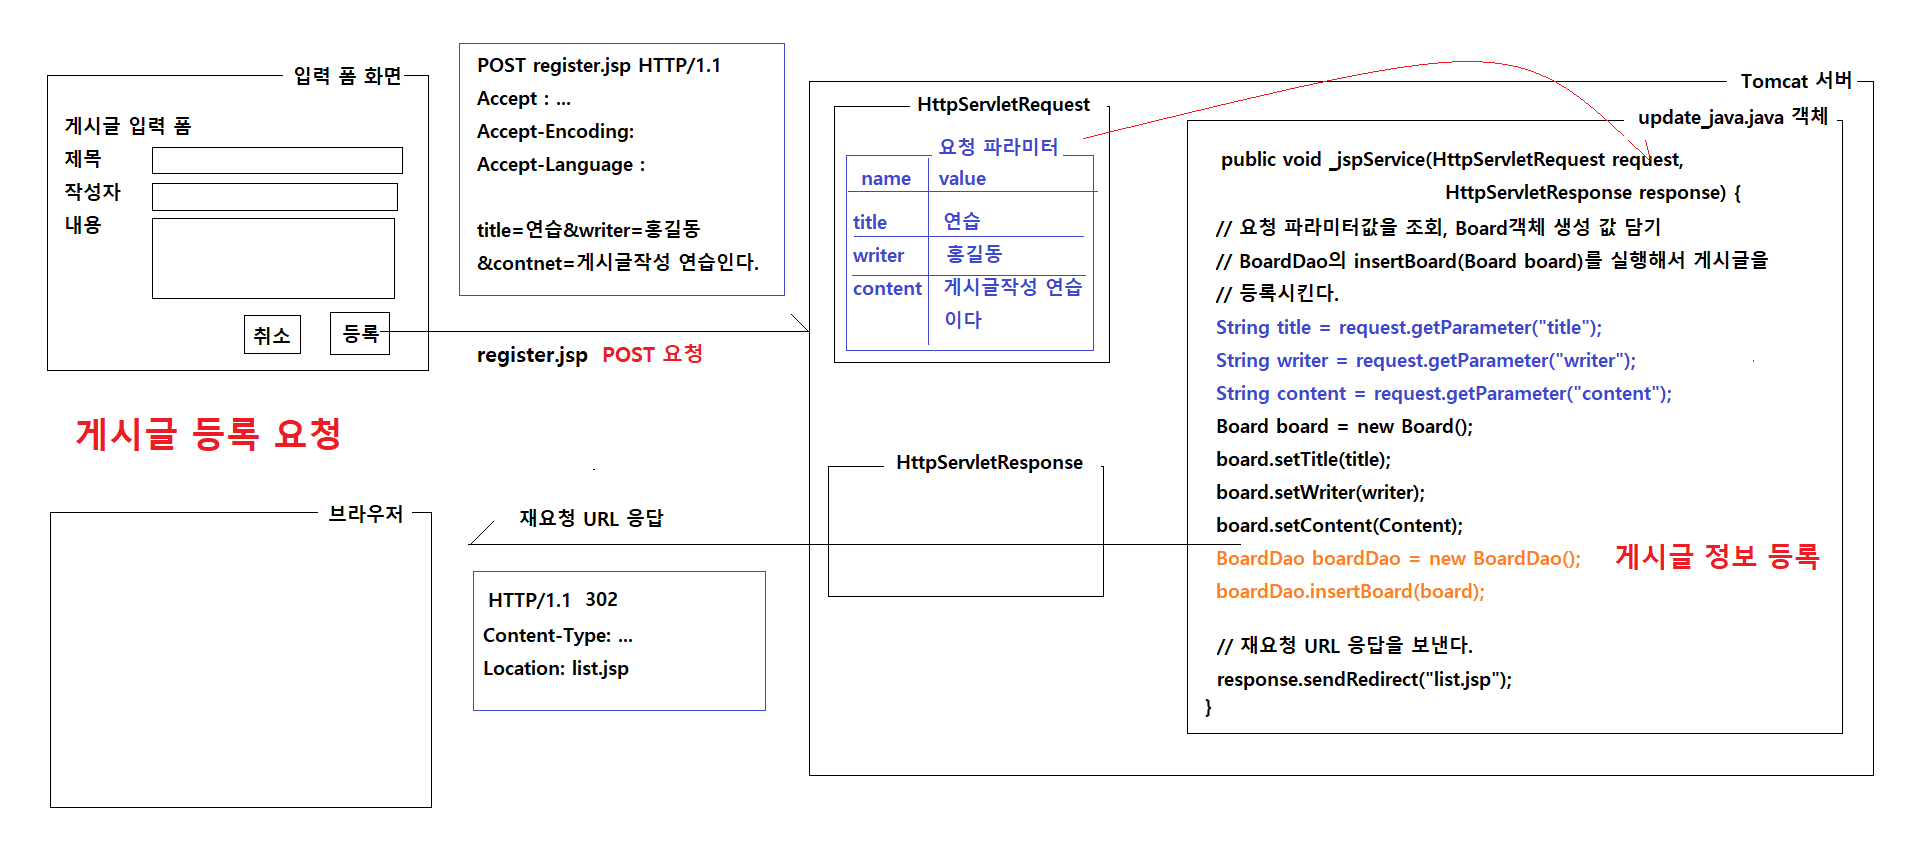 입력 폼 화면
게시글 입력 폼
제목
작성자
내용
취소
등록
POST register.jsp HTTP/1.1
Accept : ...
Accept-Encoding:
Accept-Language :
title=연습&writer=홍길동
&contnet=게시글작성 연습인다.
register.jsp POST 요청
게시글 등록 요청
Tomcat 서버
HttpServletRequest
요청 파라미터
name value
title 연습
writer 홍길동
content 게시글작성 연습
이다
HttpServletResponse
update_java.java 객체
public void _jspService(HttpServletRequest request,
HttpServletResponse response) {
// 요청 파라미터값을 조회, Board객체 생성 값 담기
// BoardDao의 insertBoard(Board board)를 실행해서 게시글을
// 등록시킨다.
String title = request.getParameter("title");
String writer = request.getParameter("writer");
String content = request.getParameter("content");
Board board = new Board();
board.setTitle(title);
board.setWriter(writer);
board.setContent(Content);
BoardDao boardDao = new BoardDao();
boardDao.insertBoard(board);
게시글 정보 등록
// 재요청 URL 응답을 보낸다.
response.sendRedirect("list.jsp");
}
브라우저
재요청 URL 응답
HTTP/1.1 302
Content-Type: ...
Location: list.jsp